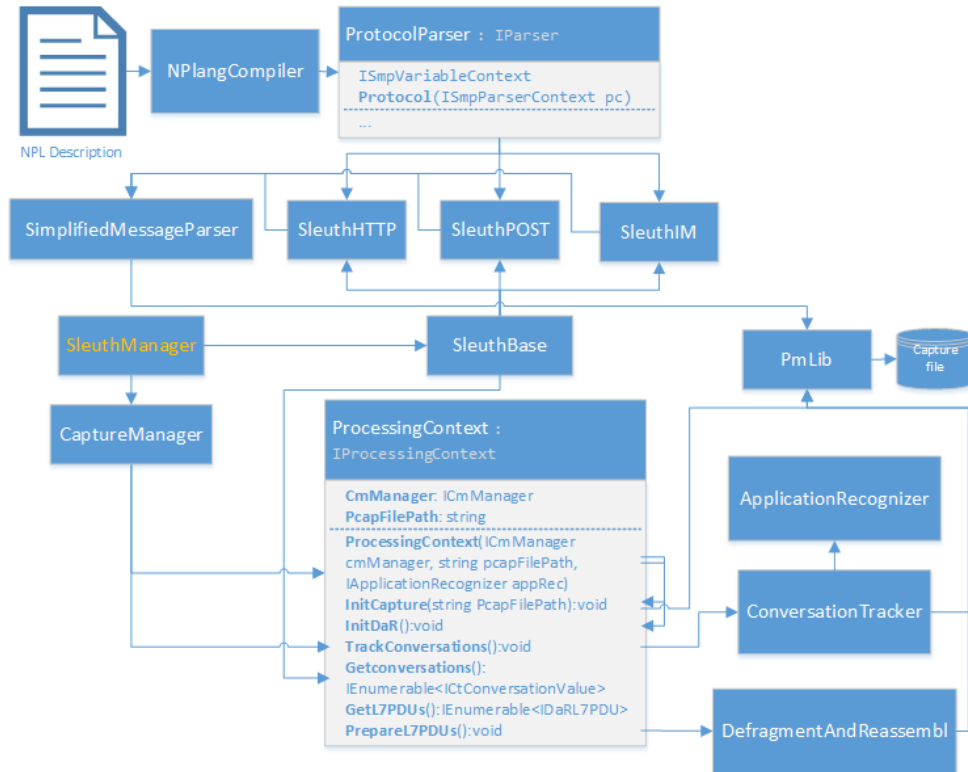 ProtocolParser : IParser
NPlangCompiler
ISmpVariableContext
Protocol(ISmpParserContext pc)
...
NPL Description
SimplifiedMessageParser
SleuthHTTP
SleuthPOST
SleuthIM
SleuthManager
SleuthBase
PmLib
Capture
file
CaptureManager
ProcessingContext :
IProcessingContext
CmManager: ICmManager
PcapFilePath: string
ProcessingContext(ICmManager
cmManager, string pcapFilePath,
IApplicationRecognizer appRec)
InitCapture(string PcapFilePath):void
InitDaR():void
TrackConversations():void
Getconversations():
IEnumerable<ICtConversationValue>
GetL7PDUs():IEnumerable<IDaRL7PDU>
PrepareL7PDUs():void
ApplicationRecognizer
ConversationTracker
DefragmentAndReassembl